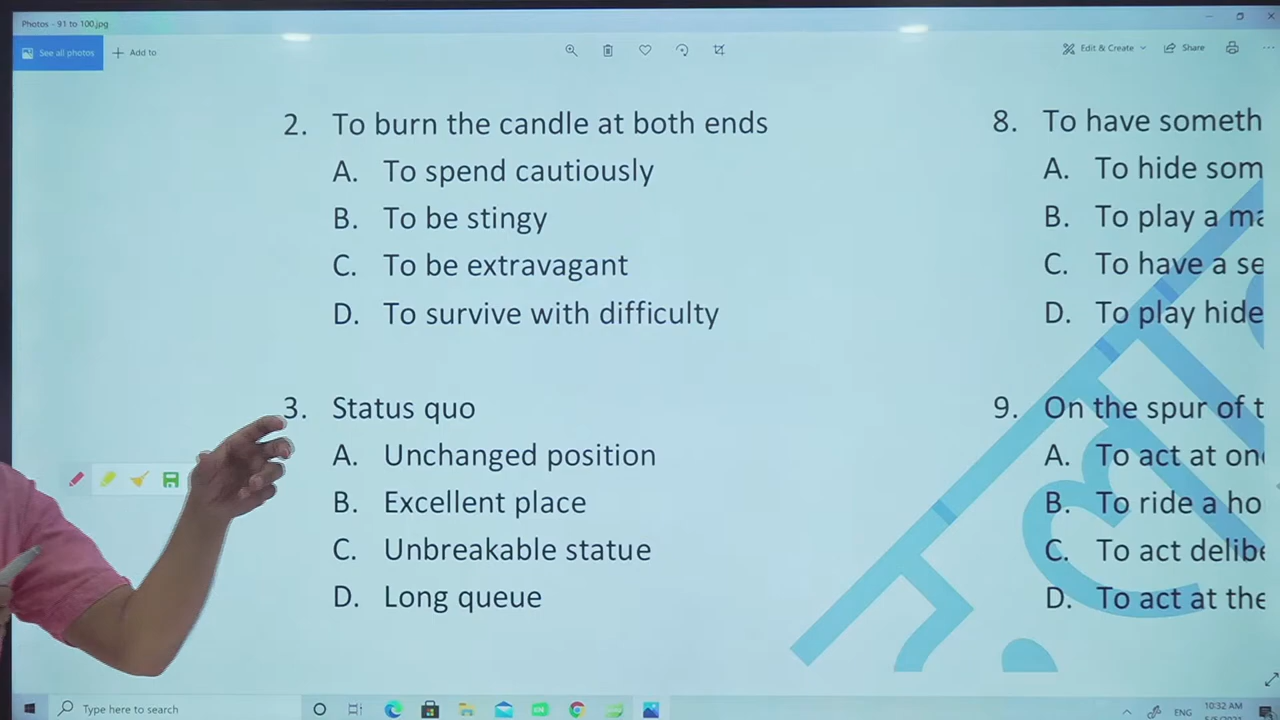 Photos - 91 to 100.jpg
See all photos
+ Add to
Edit & Create
Share
2. To burn the candle at both ends
A. To spend cautiously
B. To be stingy
C. To be extravagant
D. To survive with difficulty
3. Status quo
A. Unchanged position
B. Excellent place
C. Unbreakable statue
D. Long queue
8. To have someth
A. To hide som
B. To play a ma
C. To have a se
D. To play hide
9. On the spur of t
A. To act at on
B. To ride a ho
C. To act delibe
D. To act at the
Type here to search
ENG
10:32 AM